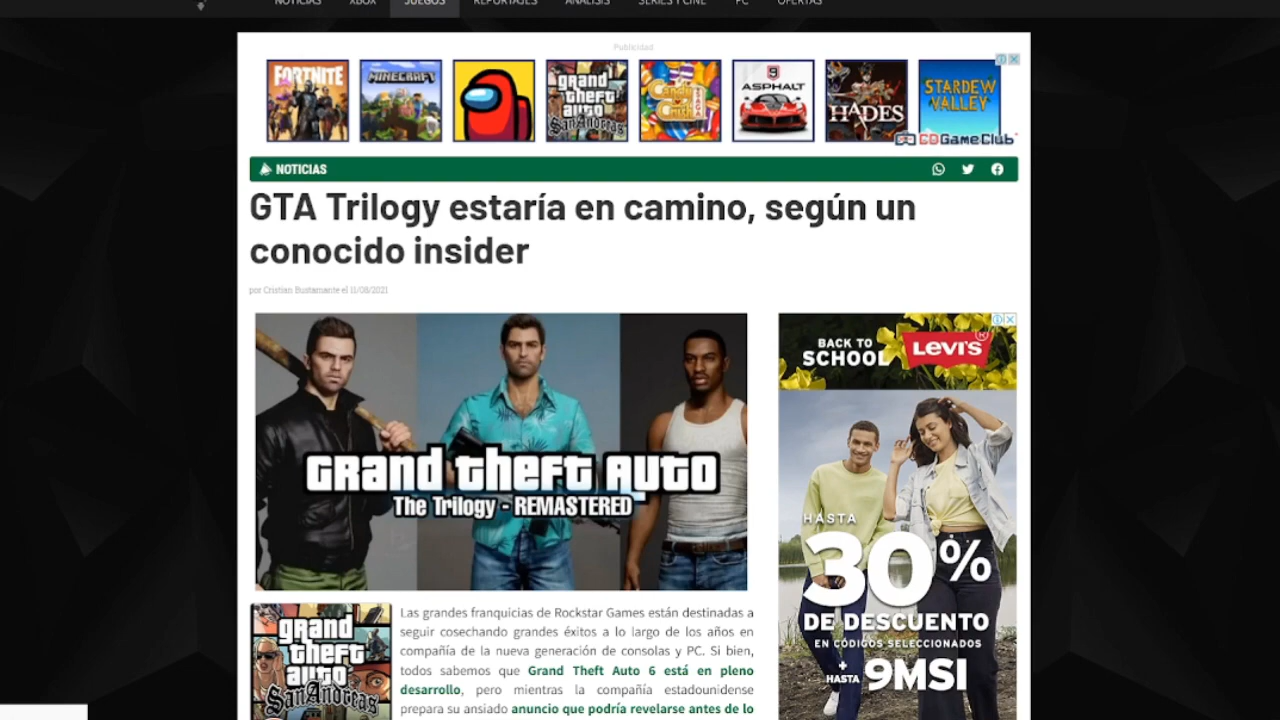 NOTICIAS XBOX JUEGOS REPORTAJES ANÁLISIS SERIES Y CINE PC OFERTAS
Publicidad
FORTNITE
MINECRAFT
grand theft auto San Andreas
Candy Crush SAGA
9 ASPHALT
HADES
STARDEW VALLEY
GameClub
NOTICIAS
GTA Trilogy estaría en camino, según un
conocido insider
por Cristian Bustamante el 11/08/2021
grand theft auto
The Trilogy - REMASTERED
BACK TO
SCHOOL
LEVI'S
HASTA
30%
DE DESCUENTO
EN CÓDIGOS SELECCIONADOS
+
HASTA 9MSI
grand
theft
auto
San Andreas
Las grandes franquicias de Rockstar Games están destinadas a
seguir cosechando grandes éxitos a lo largo de los años en
compañía de la nueva generación de consolas y PC. Si bien,
todos sabemos que Grand Theft Auto 6 está en pleno
desarrollo, pero mientras la compañía estadounidense
prepara su ansiado anuncio que podría revelarse antes de lo